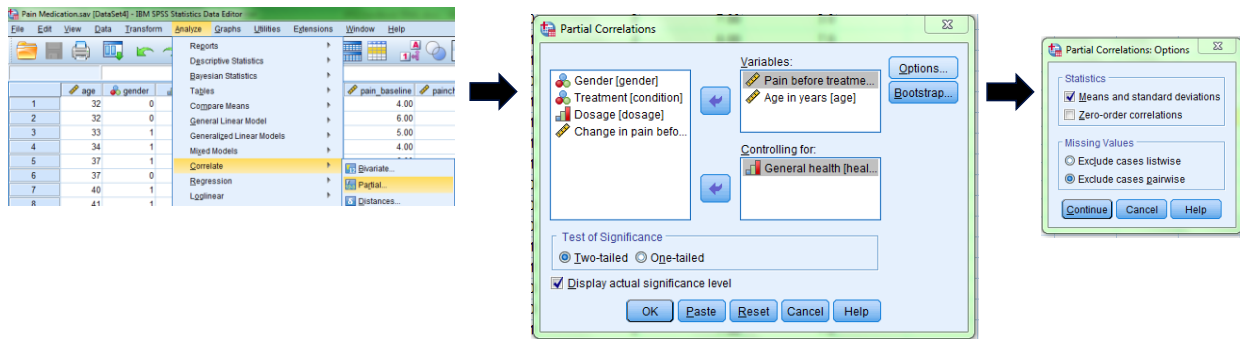 Pain Medication.sav [DataSet4] - IBM SPSS Statistics Data Editor
File Edit View Data Transform Analyze Graphs Utilities Extensions Window Help
Reports
Descriptive Statistics
Bayesian Statistics
Tables
Compare Means
General Linear Model
Generalized Linear Models
Mixed Models
Correlate
Regression
Loglinear
Bivariate...
Partial...
Distances...
age gender pain_baseline painch
1 32 0 4.00
2 32 0 6.00
3 33 1 5.00
4 34 1 4.00
5 37 1
6 37 0
7 40 1
8 41 1
Partial Correlations
Gender [gender]
Treatment [condition]
Dosage [dosage]
Change in pain befo...
Variables:
Pain before treatme...
Age in years [age]
Controlling for:
General health [heal...
Options...
Bootstrap...
Test of Significance
Two-tailed One-tailed
Display actual significance level
OK Paste Reset Cancel Help
Partial Correlations: Options
Statistics
Means and standard deviations
Zero-order correlations
Missing Values
Exclude cases listwise
Exclude cases pairwise
Continue Cancel Help